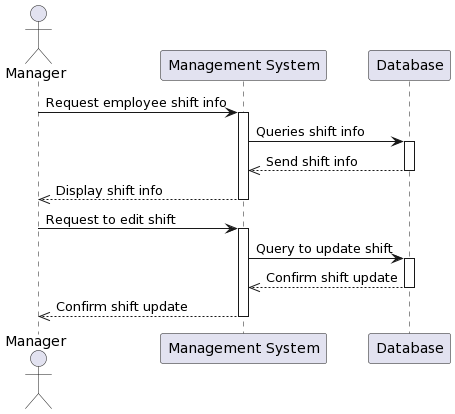 Manager
Management System
Database
Request employee shift info
Queries shift info
Send shift info
Display shift info
Request to edit shift
Query to update shift
Confirm shift update
Confirm shift update
Manager
Management System
Database